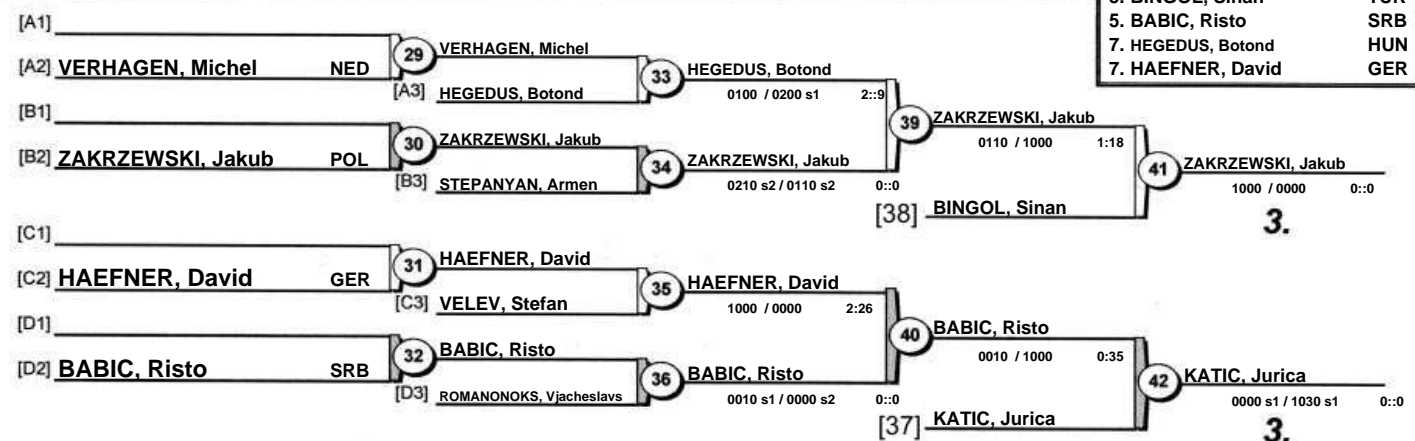 5. BINGOL, Sinan TUR
5. BABIC, Risto SRB
7. HEGEDUS, Botond HUN
7. HAEFNER, David GER
[A1]
[A2] VERHAGEN, Michel NED
29 VERHAGEN, Michel
[A3] HEGEDUS, Botond
33 HEGEDUS, Botond
0100 / 0200 s1 2::9
[B1]
[B2] ZAKRZEWSKI, Jakub POL
30 ZAKRZEWSKI, Jakub
[B3] STEPANYAN, Armen
34 ZAKRZEWSKI, Jakub
0210 s2 / 0110 s2 0::0
39 ZAKRZEWSKI, Jakub
0110 / 1000 1:18
[38] BINGOL, Sinan
41 ZAKRZEWSKI, Jakub
1000 / 0000 0::0
3.
[C1]
[C2] HAEFNER, David GER
31 HAEFNER, David
[C3] VELEV, Stefan
35 HAEFNER, David
1000 / 0000 2:26
[D1]
[D2] BABIC, Risto SRB
32 BABIC, Risto
[D3] ROMANONOKS, Vjacheslavs
36 BABIC, Risto
0010 s1 / 0000 s2 0::0
40 BABIC, Risto
0010 / 1000 0:35
[37] KATIC, Jurica
42 KATIC, Jurica
0000 s1 / 1030 s1 0::0
3.